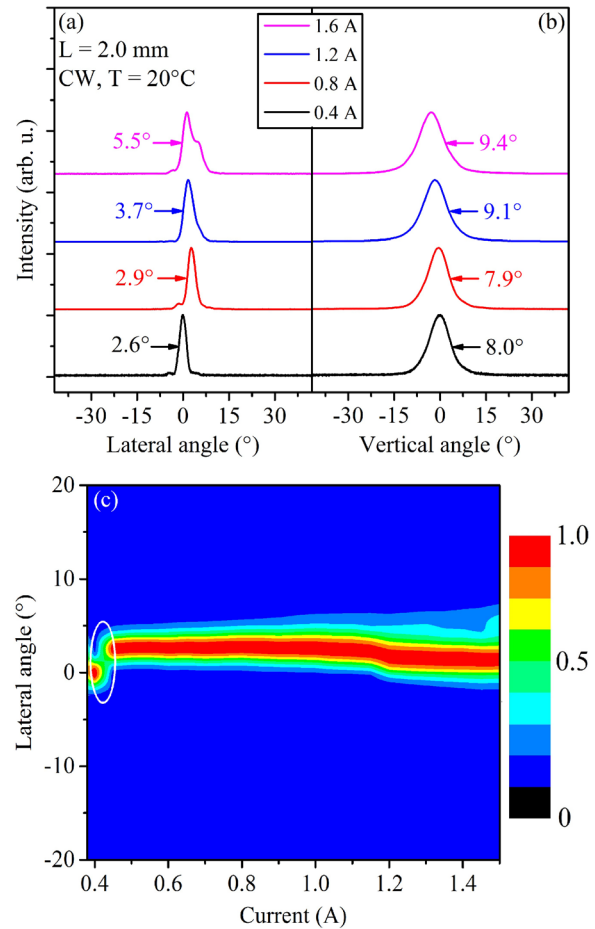 (a)
L = 2.0 mm
CW, T = 20°C
1.6 A
1.2 A
0.8 A
0.4 A
(b)
Intensity (arb. u.)
5.5°
9.4°
3.7°
9.1°
2.9°
7.9°
2.6°
8.0°
-30 -15 0 15 30
-30 -15 0 15 30
Lateral angle (°)
Vertical angle (°)
(c)
Lateral angle (°)
20
10
0
-10
-20
0.4 0.6 0.8 1.0 1.2 1.4
Current (A)
1.0
0.5
0